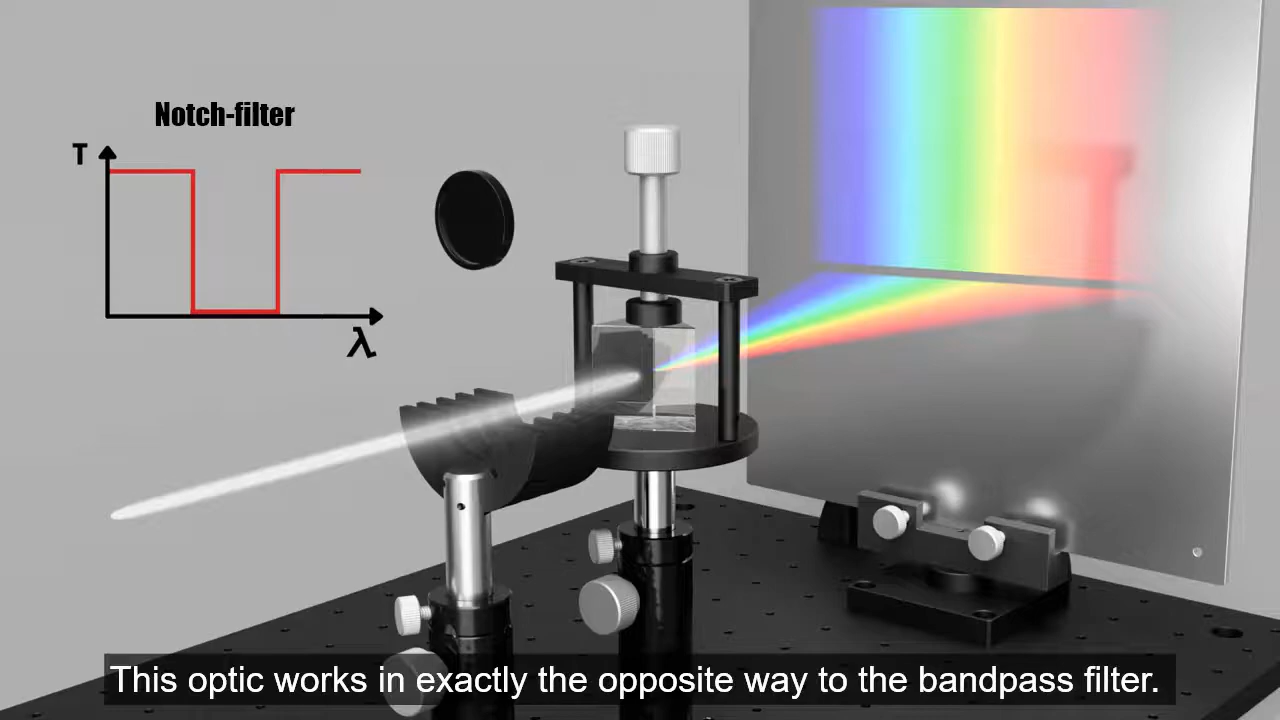 Notch-filter
T
λ
This optic works in exactly the opposite way to the bandpass filter.